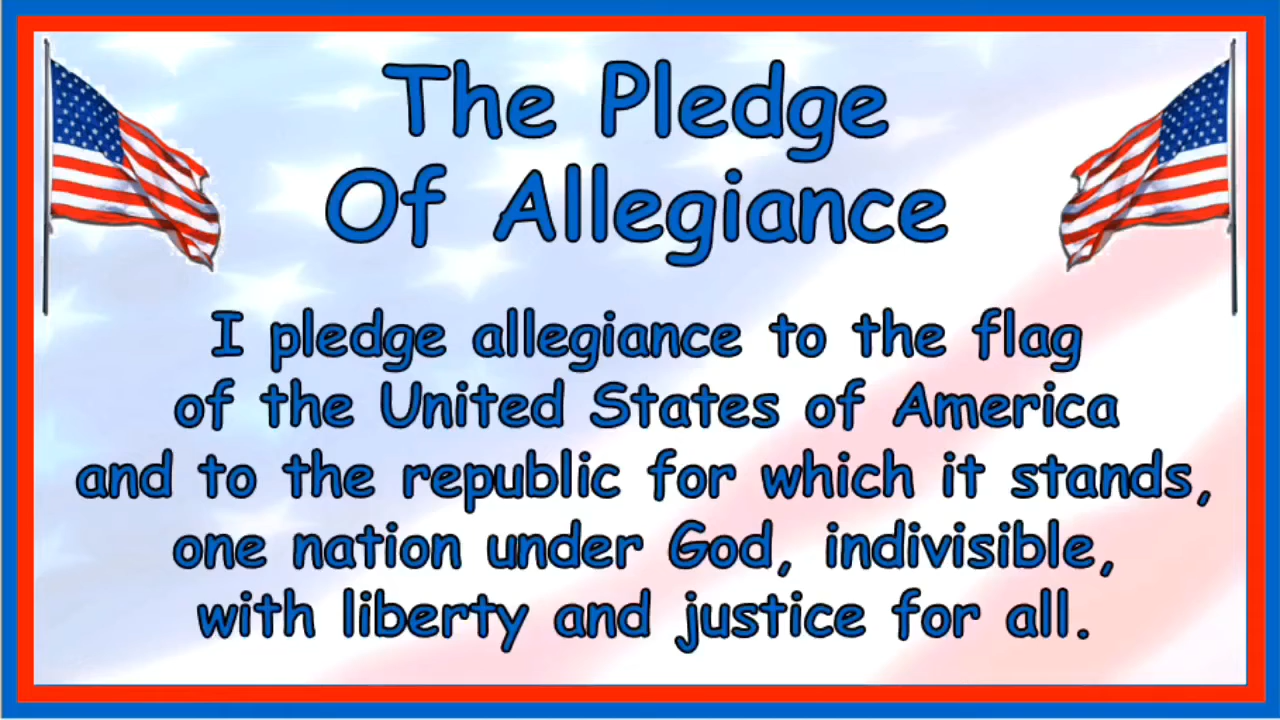 The Pledge
Of Allegiance
I pledge allegiance to the flag
of the United States of America
and to the republic for which it stands,
one nation under God, indivisible,
with liberty and justice for all.